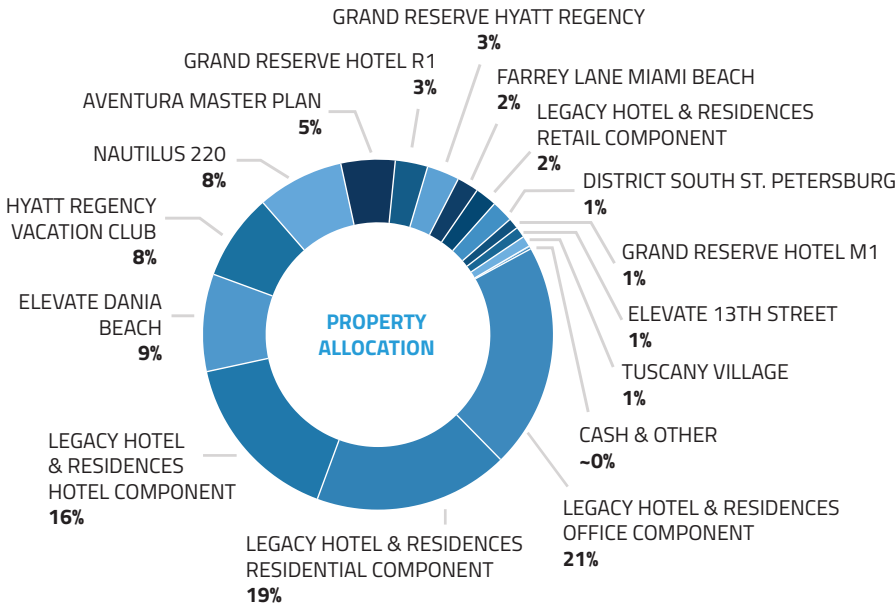 GRAND RESERVE HYATT REGENCY
3%
GRAND RESERVE HOTEL R1
3%
FARREY LANE MIAMI BEACH
2%
AVENTURA MASTER PLAN
5%
LEGACY HOTEL & RESIDENCES
RETAIL COMPONENT
2%
NAUTILUS 220
8%
DISTRICT SOUTH ST. PETERSBURG
1%
HYATT REGENCY
VACATION CLUB
8%
GRAND RESERVE HOTEL M1
1%
ELEVATE DANIA
BEACH
9%
PROPERTY
ALLOCATION
ELEVATE 13TH STREET
1%
TUSCANY VILLAGE
1%
CASH & OTHER
~0%
LEGACY HOTEL
& RESIDENCES
HOTEL COMPONENT
16%
LEGACY HOTEL & RESIDENCES
OFFICE COMPONENT
21%
LEGACY HOTEL & RESIDENCES
RESIDENTIAL COMPONENT
19%